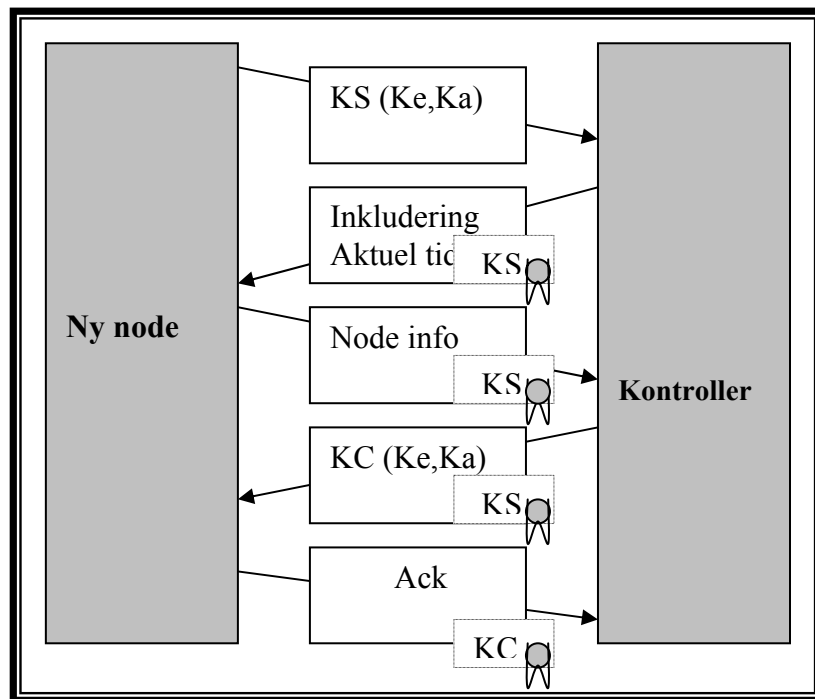 KS (Ke,Ka)
Inkludering
Aktuel tid
KS
Ny node
Node info
KS
Kontroller
KC (Ke,Ka)
KS
Ack
KC